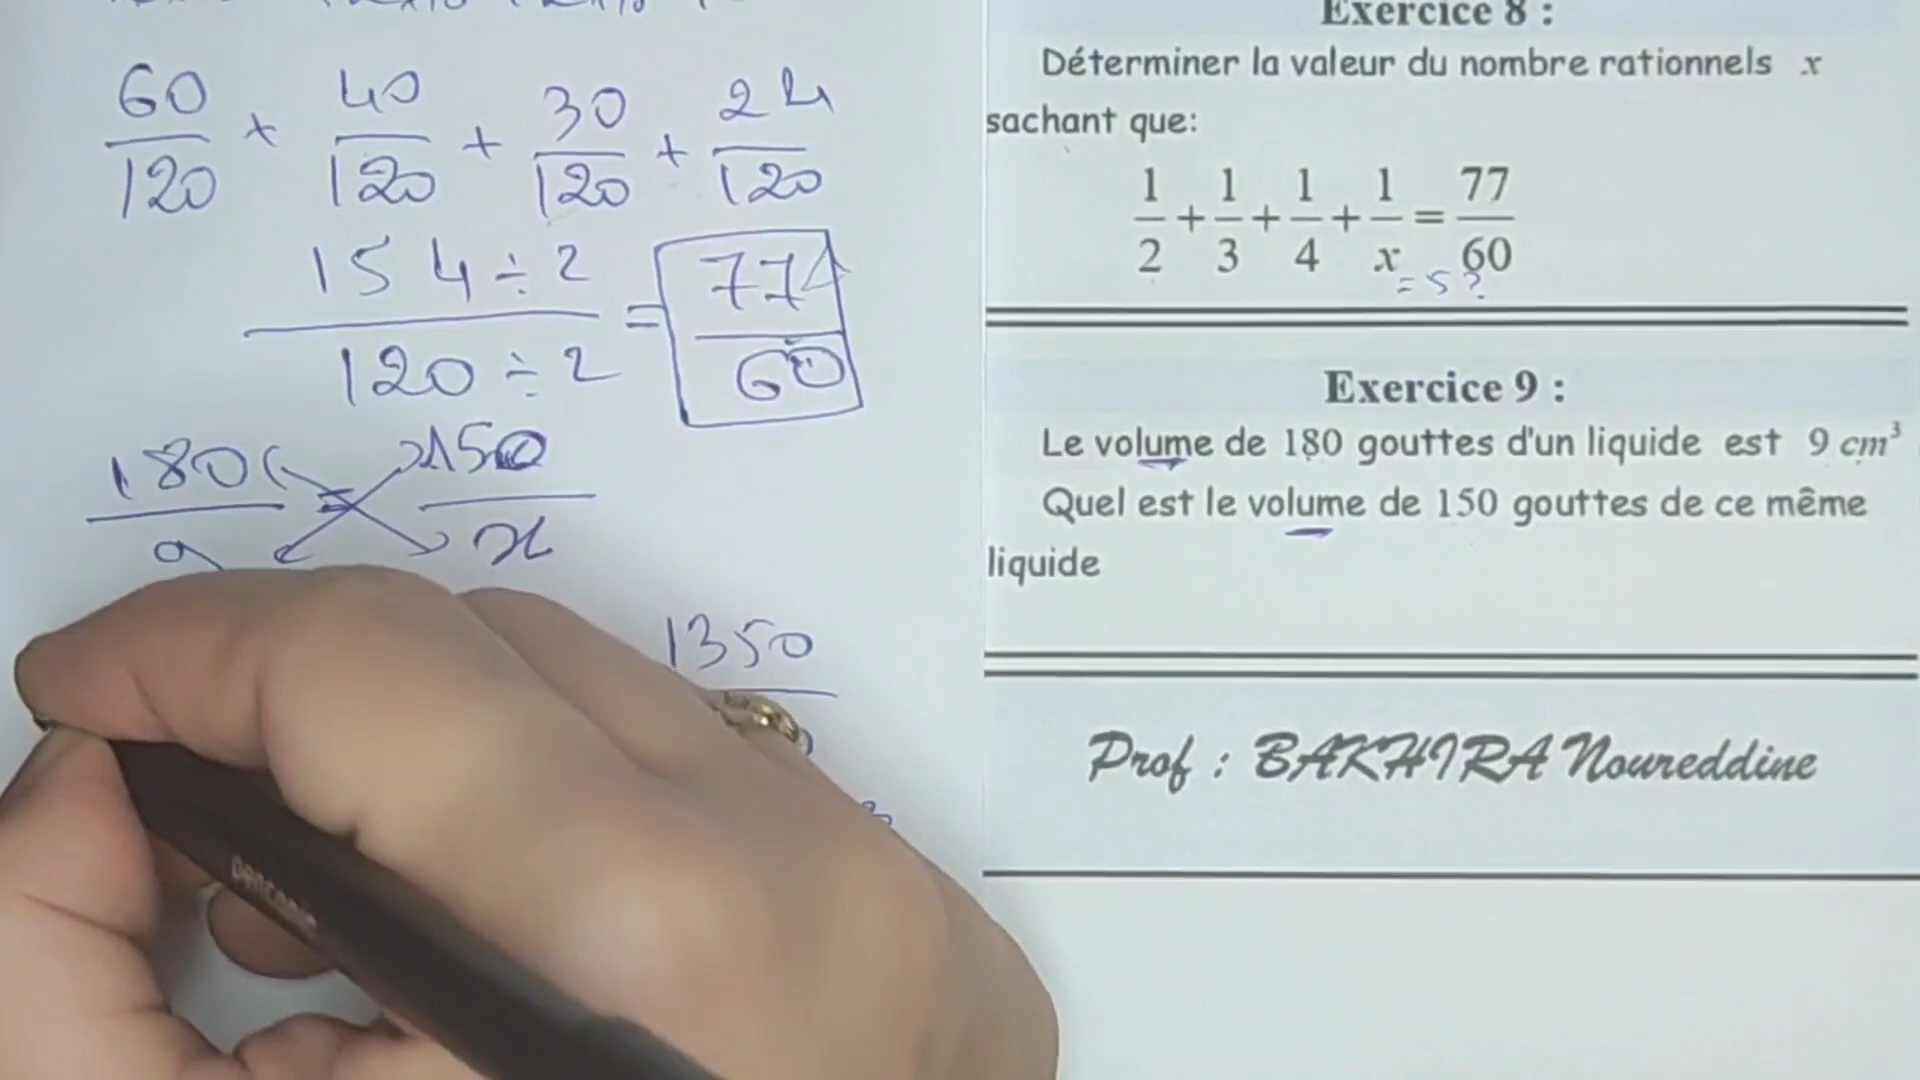 60/120 + 40/120 + 30/120 + 24/120
154 ÷ 2 / 120 ÷ 2 = 77/60
180/9 = 150/x
1350
Exercice 8 :
Déterminer la valeur du nombre rationnels x
sachant que:
1/2 + 1/3 + 1/4 + 1/x = 77/60
= 5 ?
Exercice 9 :
Le volume de 180 gouttes d'un liquide est 9 cm³
Quel est le volume de 150 gouttes de ce même
liquide
Prof : BAKHIRA Noureddine